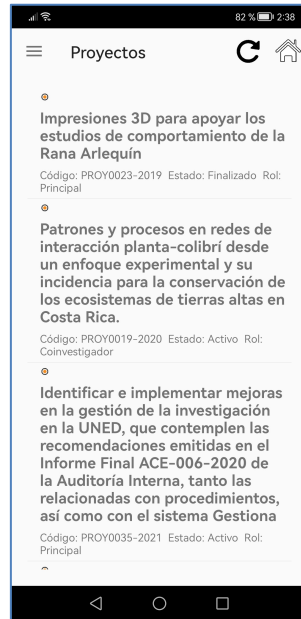 82 % 2:38
Proyectos
Impresiones 3D para apoyar los
estudios de comportamiento de la
Rana Arlequín
Código: PROY0023-2019 Estado: Finalizado Rol:
Principal
Patrones y procesos en redes de
interacción planta-colibrí desde
un enfoque experimental y su
incidencia para la conservación de
los ecosistemas de tierras altas en
Costa Rica.
Código: PROY0019-2020 Estado: Activo Rol:
Coinvestigador
Identificar e implementar mejoras
en la gestión de la investigación
en la UNED, que contemplen las
recomendaciones emitidas en el
Informe Final ACE-006-2020 de
la Auditoría Interna, tanto las
relacionadas con procedimientos,
así como con el sistema Gestiona
Código: PROY0035-2021 Estado: Activo Rol:
Principal